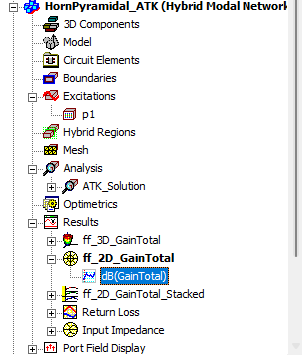 HornPyramidal_ATK (Hybrid Modal Network
3D Components
Model
Circuit Elements
Boundaries
Excitations
p1
Hybrid Regions
Mesh
Analysis
ATK_Solution
Optimetrics
Results
ff_3D_GainTotal
ff_2D_GainTotal
dB(GainTotal)
ff_2D_GainTotal_Stacked
Return Loss
Input Impedance
Port Field Display